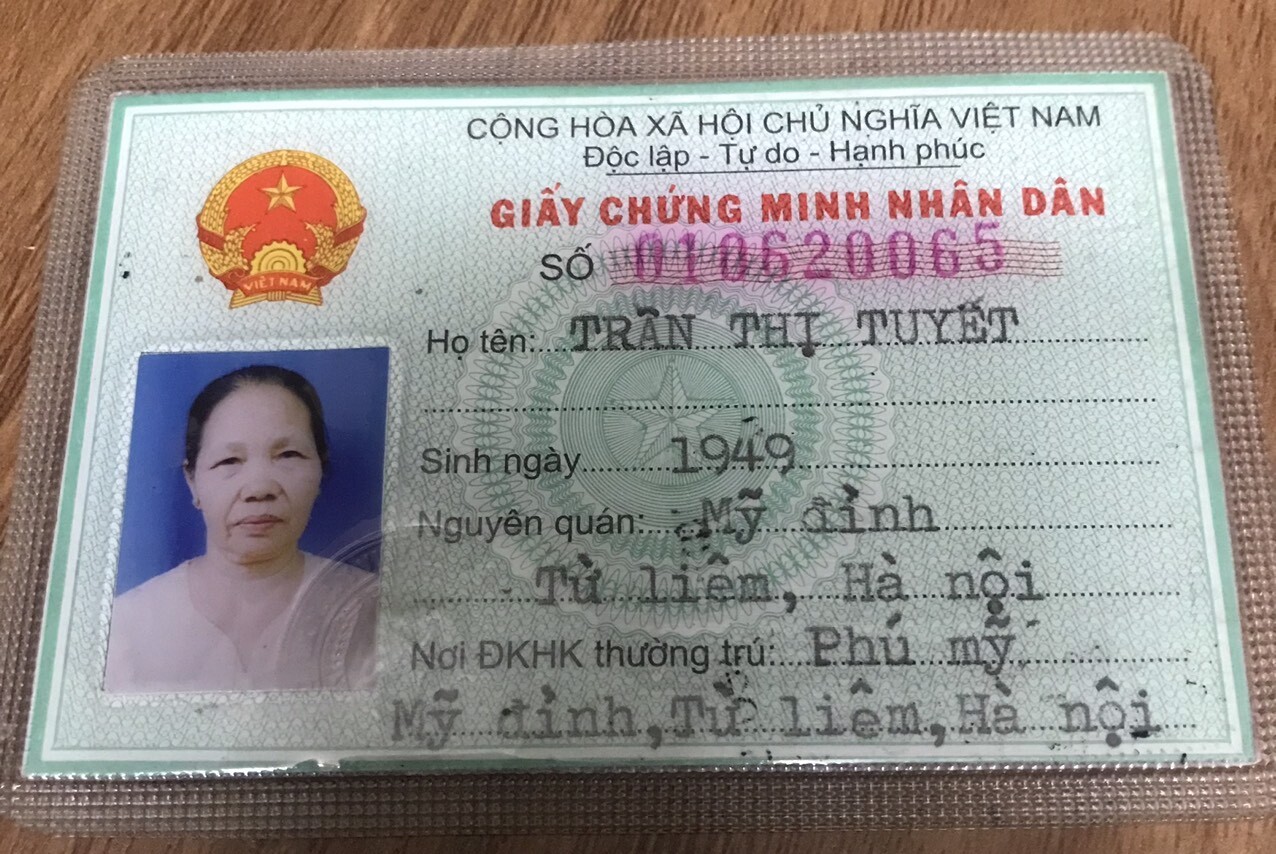 CỘNG HÒA XÃ HỘI CHỦ NGHĨA VIỆT NAM
Độc lập - Tự do - Hạnh phúc
GIẤY CHỨNG MINH NHÂN DÂN
SỐ 010620065
VIỆT NAM
Họ tên: TRẦN THỊ TUYẾT
Sinh ngày 1949
Nguyên quán: Mỹ đình
Từ liêm, Hà nội
Nơi ĐKHK thường trú: Phú mỹ
Mỹ đình, Từ liêm, Hà nội